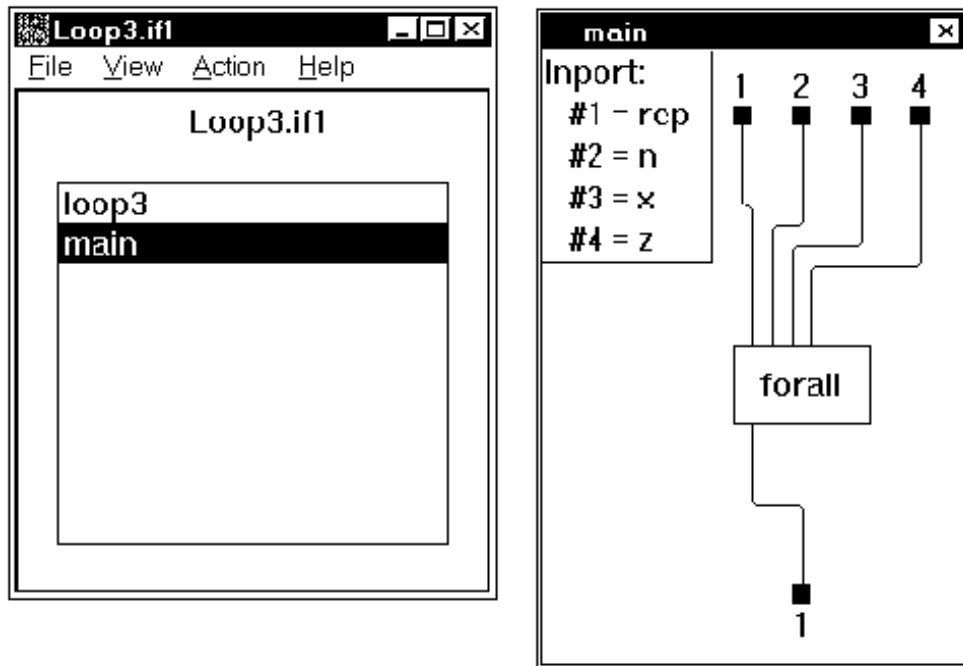 Loop3.if1
File View Action Help
Loop3.if1
loop3
main
main
Inport:
#1 = rep
#2 = n
#3 = x
#4 = z
1 2 3 4
forall
1